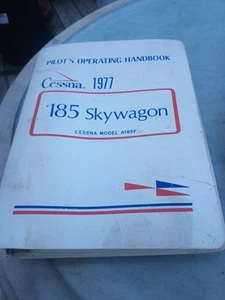 PILOT'S OPERATING HANDBOOK
Cessna. 1977
185 Skywagon
CESSNA MODEL A185F